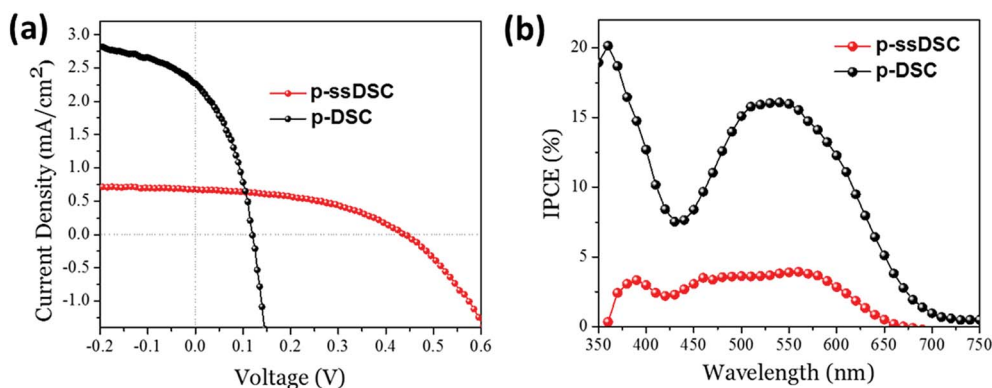 (a)
3.0
2.5
2.0
1.5
1.0
0.5
0.0
-0.5
-1.0
Current Density (mA/cm²)
p-ssDSC
p-DSC
-0.2 -0.1 0.0 0.1 0.2 0.3 0.4 0.5 0.6
Voltage (V)
(b)
20
15
10
5
0
IPCE (%)
p-ssDSC
p-DSC
350 400 450 500 550 600 650 700 750
Wavelength (nm)